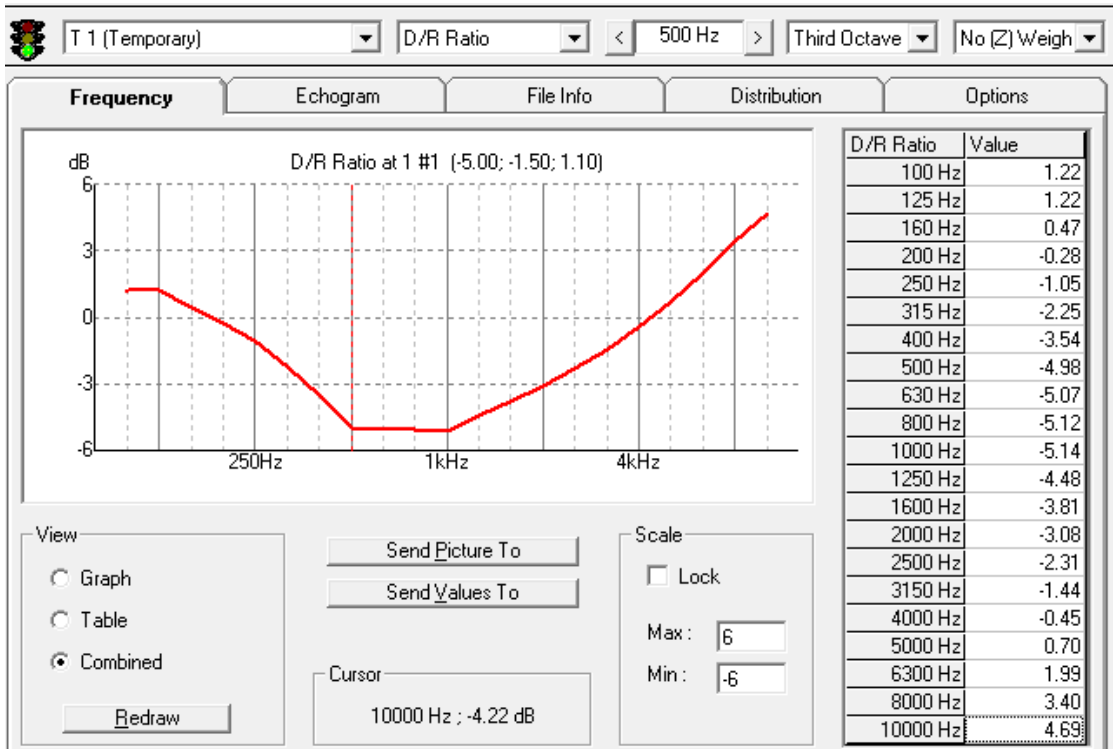 T 1 (Temporary) D/R Ratio < 500 Hz > Third Octave No (Z) Weigh
Frequency Echogram File Info Distribution Options
dB D/R Ratio at 1 #1 (-5.00; -1.50; 1.10)
6
3
0
-3
-6
250Hz 1kHz 4kHz
D/R Ratio Value
100 Hz 1.22
125 Hz 1.22
160 Hz 0.47
200 Hz -0.28
250 Hz -1.05
315 Hz -2.25
400 Hz -3.54
500 Hz -4.98
630 Hz -5.07
800 Hz -5.12
1000 Hz -5.14
1250 Hz -4.48
1600 Hz -3.81
2000 Hz -3.08
2500 Hz -2.31
3150 Hz -1.44
4000 Hz -0.45
5000 Hz 0.70
6300 Hz 1.99
8000 Hz 3.40
10000 Hz 4.69
View
Graph
Table
Combined
Redraw
Send Picture To
Send Values To
Cursor
10000 Hz ; -4.22 dB
Scale
Lock
Max : 6
Min : -6